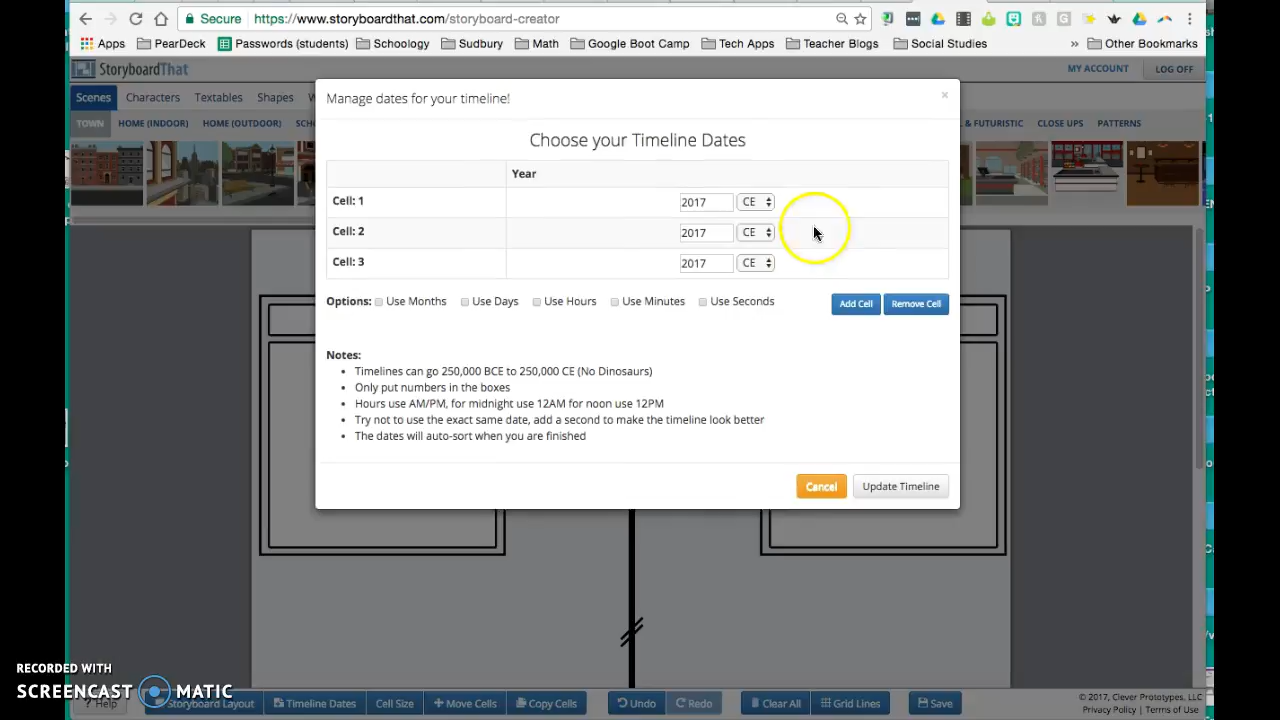 Secure https://www.storyboardthat.com/storyboard-creator
Apps PearDeck Passwords (students) Schoology Sudbury Math Google Boot Camp Tech Apps Teacher Blogs Social Studies » Other Bookmarks
StoryboardThat MY ACCOUNT LOG OFF
Scenes Characters Textables Shapes
TOWN HOME (INDOOR) HOME (OUTDOOR) & FUTURISTIC CLOSE UPS PATTERNS
Manage dates for your timeline! ×
Choose your Timeline Dates
Year
Cell: 1 2017 CE
Cell: 2 2017 CE
Cell: 3 2017 CE
Options: Use Months Use Days Use Hours Use Minutes Use Seconds Add Cell Remove Cell
Notes:
• Timelines can go 250,000 BCE to 250,000 CE (No Dinosaurs)
• Only put numbers in the boxes
• Hours use AM/PM, for midnight use 12AM for noon use 12PM
• Try not to use the exact same date, add a second to make the timeline look better
• The dates will auto-sort when you are finished
Cancel Update Timeline
RECORDED WITH
SCREENCAST MATIC
Help Storyboard Layout Timeline Dates Cell Size Move Cells Copy Cells Undo Redo Clear All Grid Lines Save
© 2017, Clever Prototypes, LLC
Privacy Policy | Terms of Use